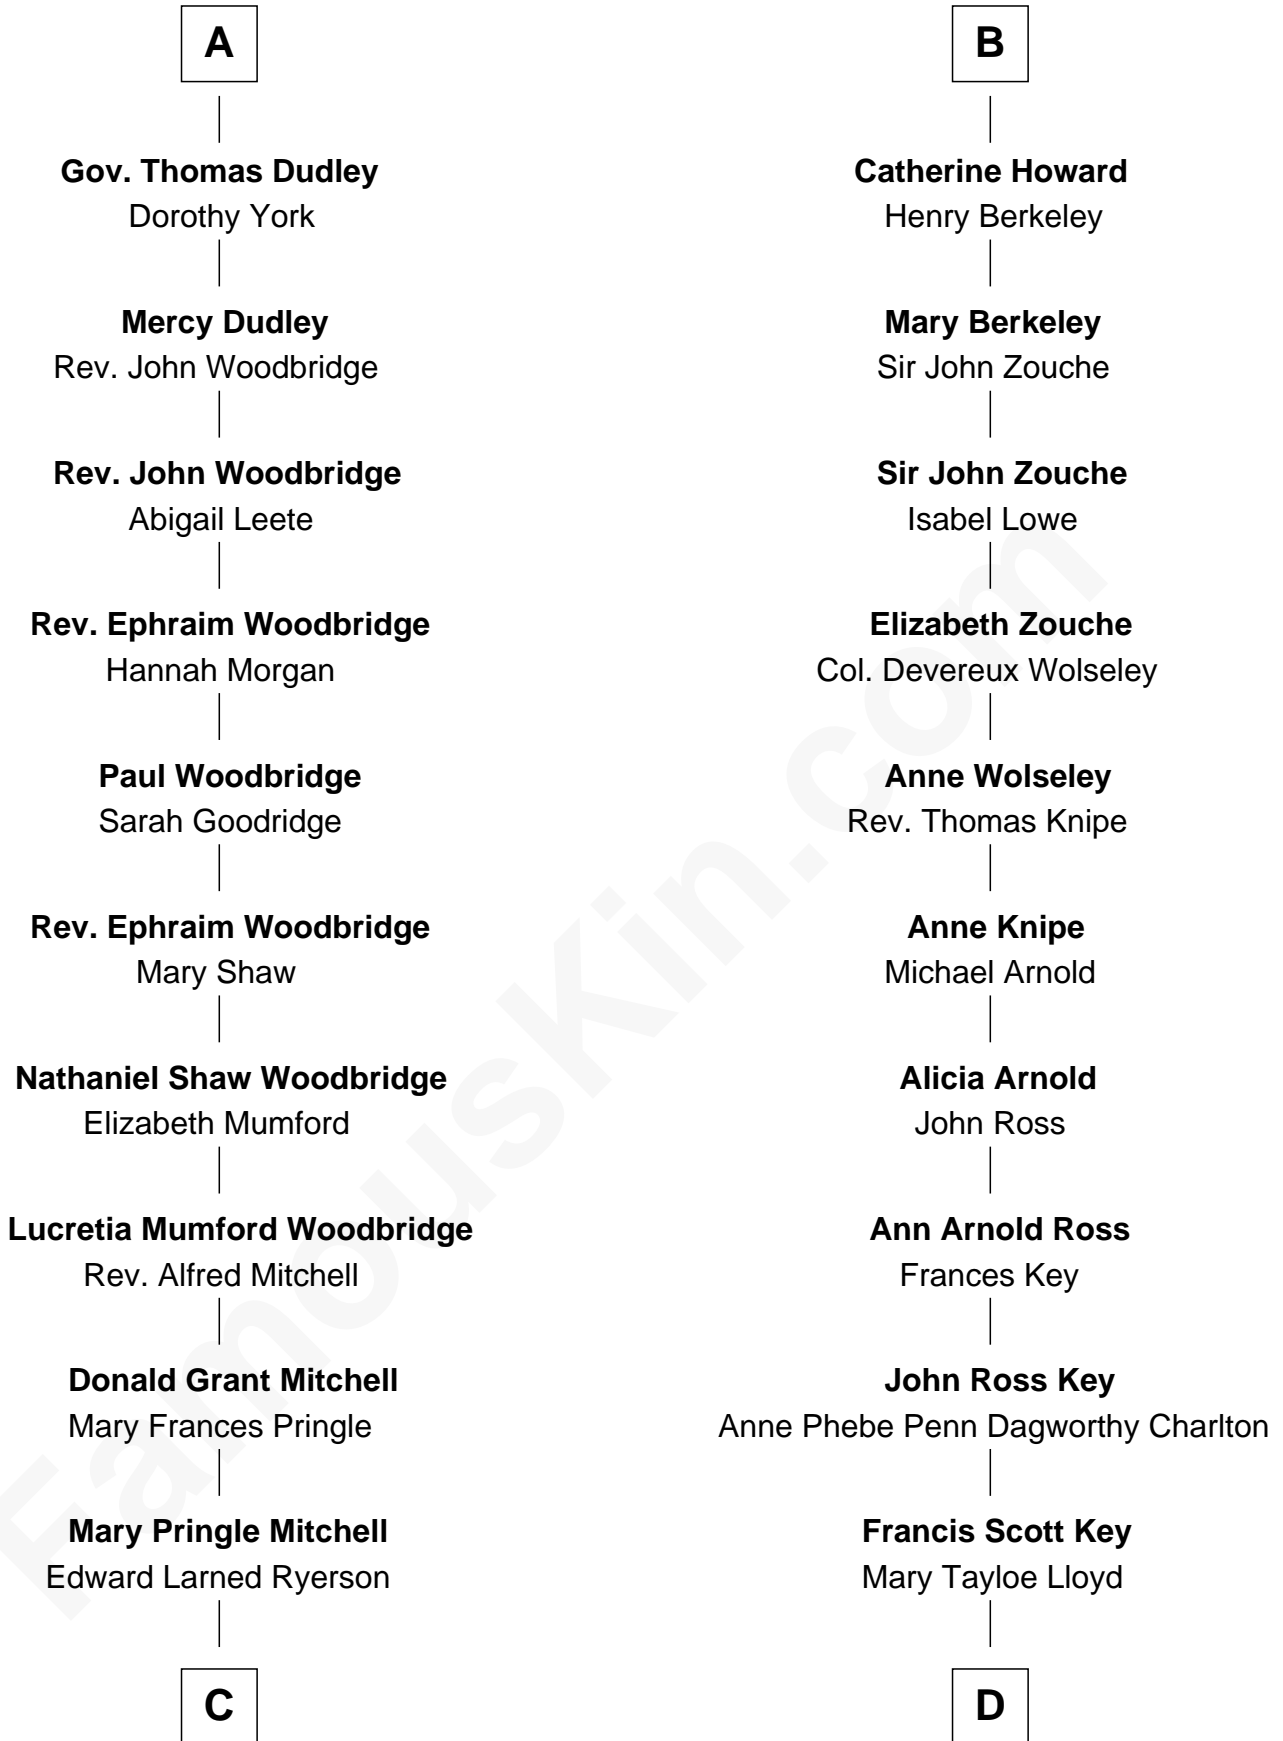 A
Gov. Thomas Dudley
Dorothy York
Mercy Dudley
Rev. John Woodbridge
Rev. John Woodbridge
Abigail Leete
Rev. Ephraim Woodbridge
Hannah Morgan
Paul Woodbridge
Sarah Goodridge
Rev. Ephraim Woodbridge
Mary Shaw
Nathaniel Shaw Woodbridge
Elizabeth Mumford
Lucretia Mumford Woodbridge
Rev. Alfred Mitchell
Donald Grant Mitchell
Mary Frances Pringle
Mary Pringle Mitchell
Edward Larned Ryerson
C
B
Catherine Howard
Henry Berkeley
Mary Berkeley
Sir John Zouche
Sir John Zouche
Isabel Lowe
Elizabeth Zouche
Col. Devereux Wolseley
Anne Wolseley
Rev. Thomas Knipe
Anne Knipe
Michael Arnold
Alicia Arnold
John Ross
Ann Arnold Ross
Frances Key
John Ross Key
Anne Phebe Penn Dagworthy Charlton
Francis Scott Key
Mary Tayloe Lloyd
D
FamousKin.com